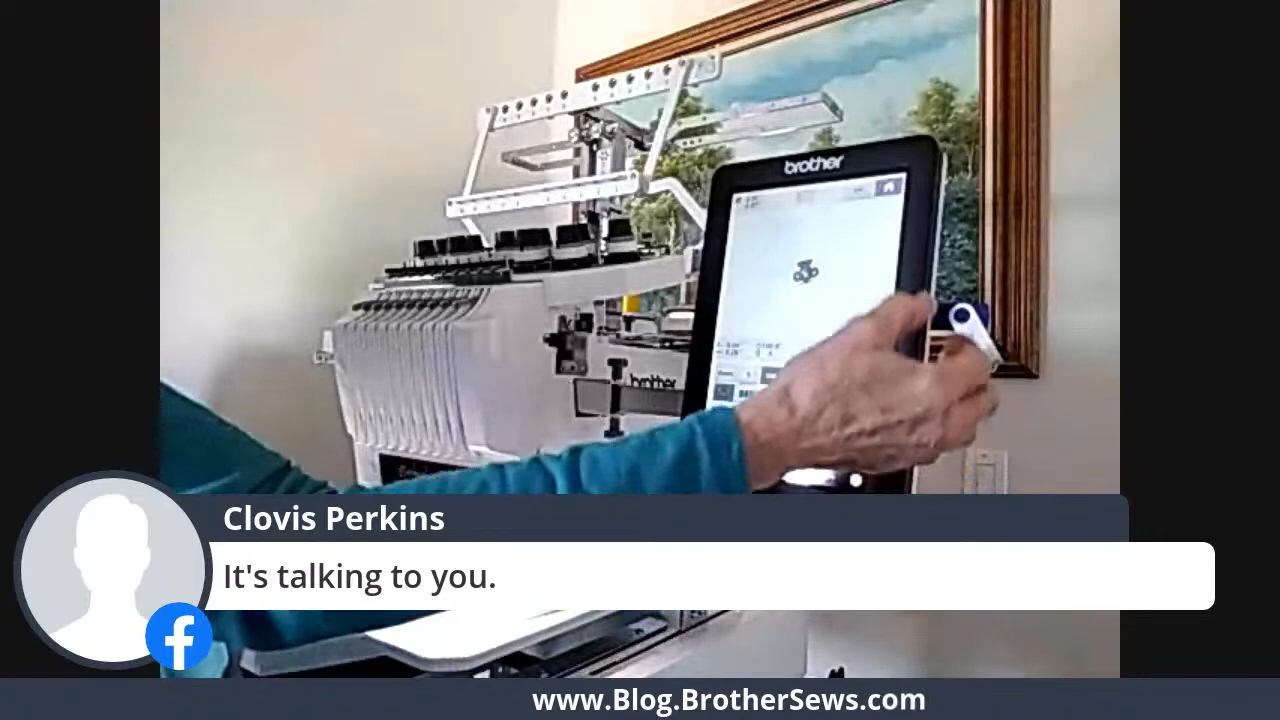 brother
brother
Clovis Perkins
It's talking to you.
www.Blog.BrotherSews.com